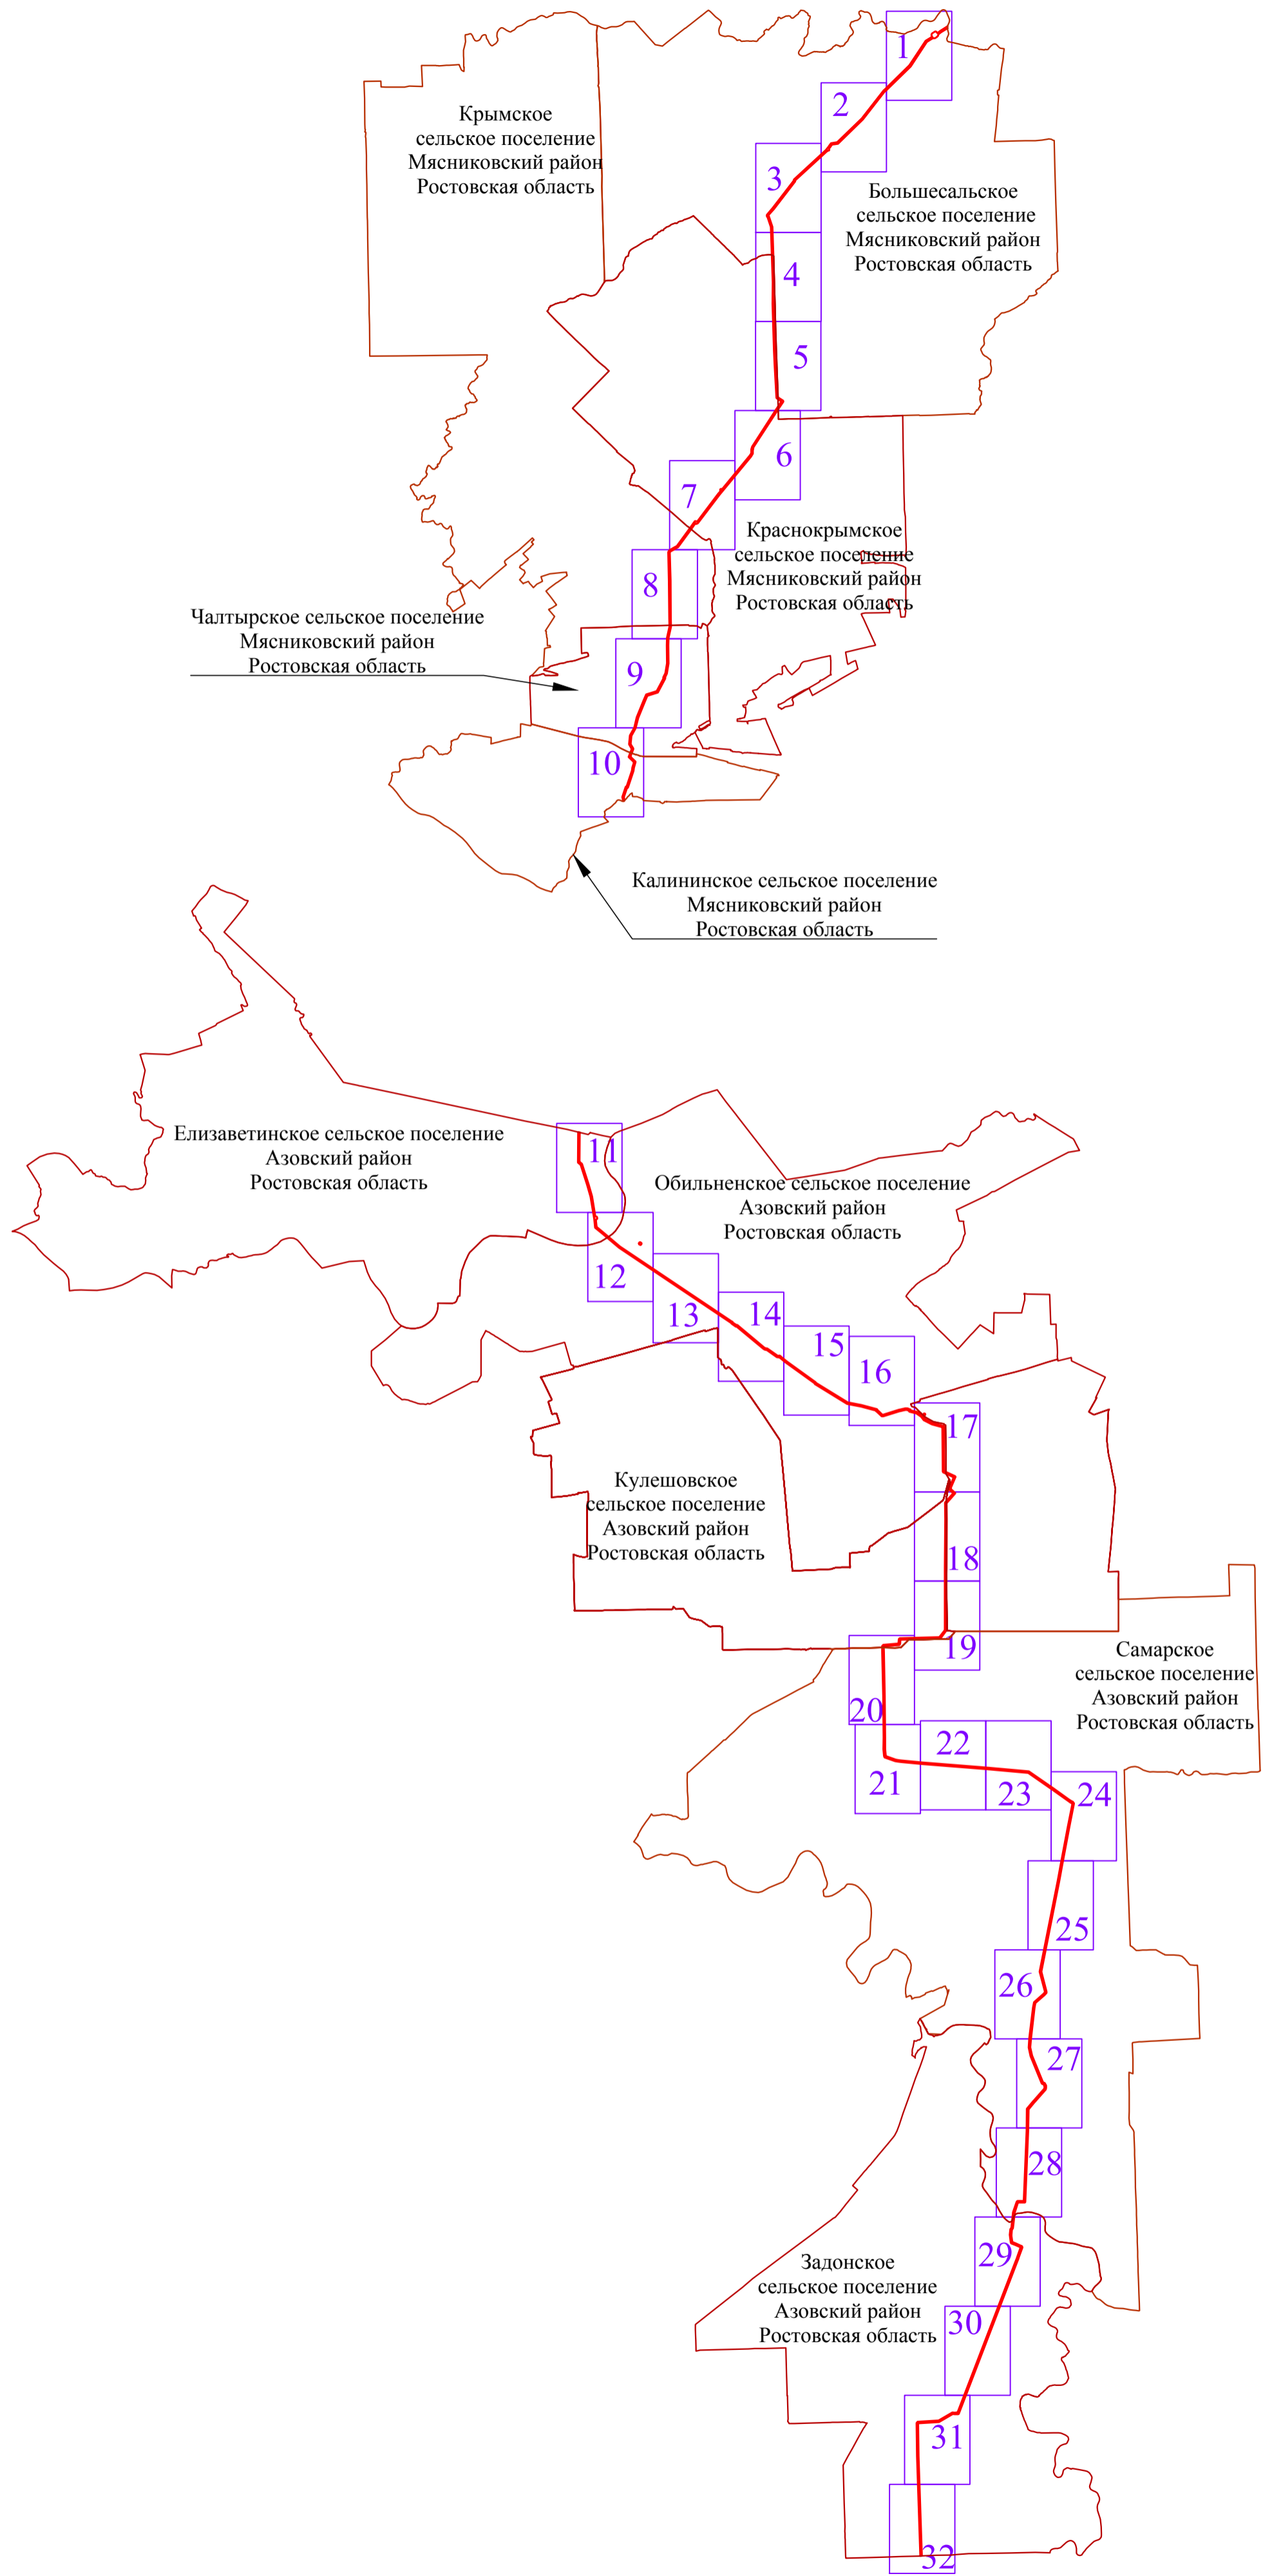 1
2
Крымское
сельское поселение
Мясниковский район
Ростовская область
3
Большесальское
сельское поселение
Мясниковский район
Ростовская область
4
5
6
7
Краснокрымское
сельское поселение
Мясниковский район
Ростовская область
8
Чалтырское сельское поселение
Мясниковский район
Ростовская область
9
10
Калининское сельское поселение
Мясниковский район
Ростовская область
Елизаветинское сельское поселение
Азовский район
Ростовская область
11
Обильненское сельское поселение
Азовский район
Ростовская область
12
13
14
15
16
17
Кулешовское
сельское поселение
Азовский район
Ростовская область
18
19
Самарское
сельское поселение
Азовский район
Ростовская область
20
21
22
23
24
25
26
27
28
29
Задонское
сельское поселение
Азовский район
Ростовская область
30
31
32